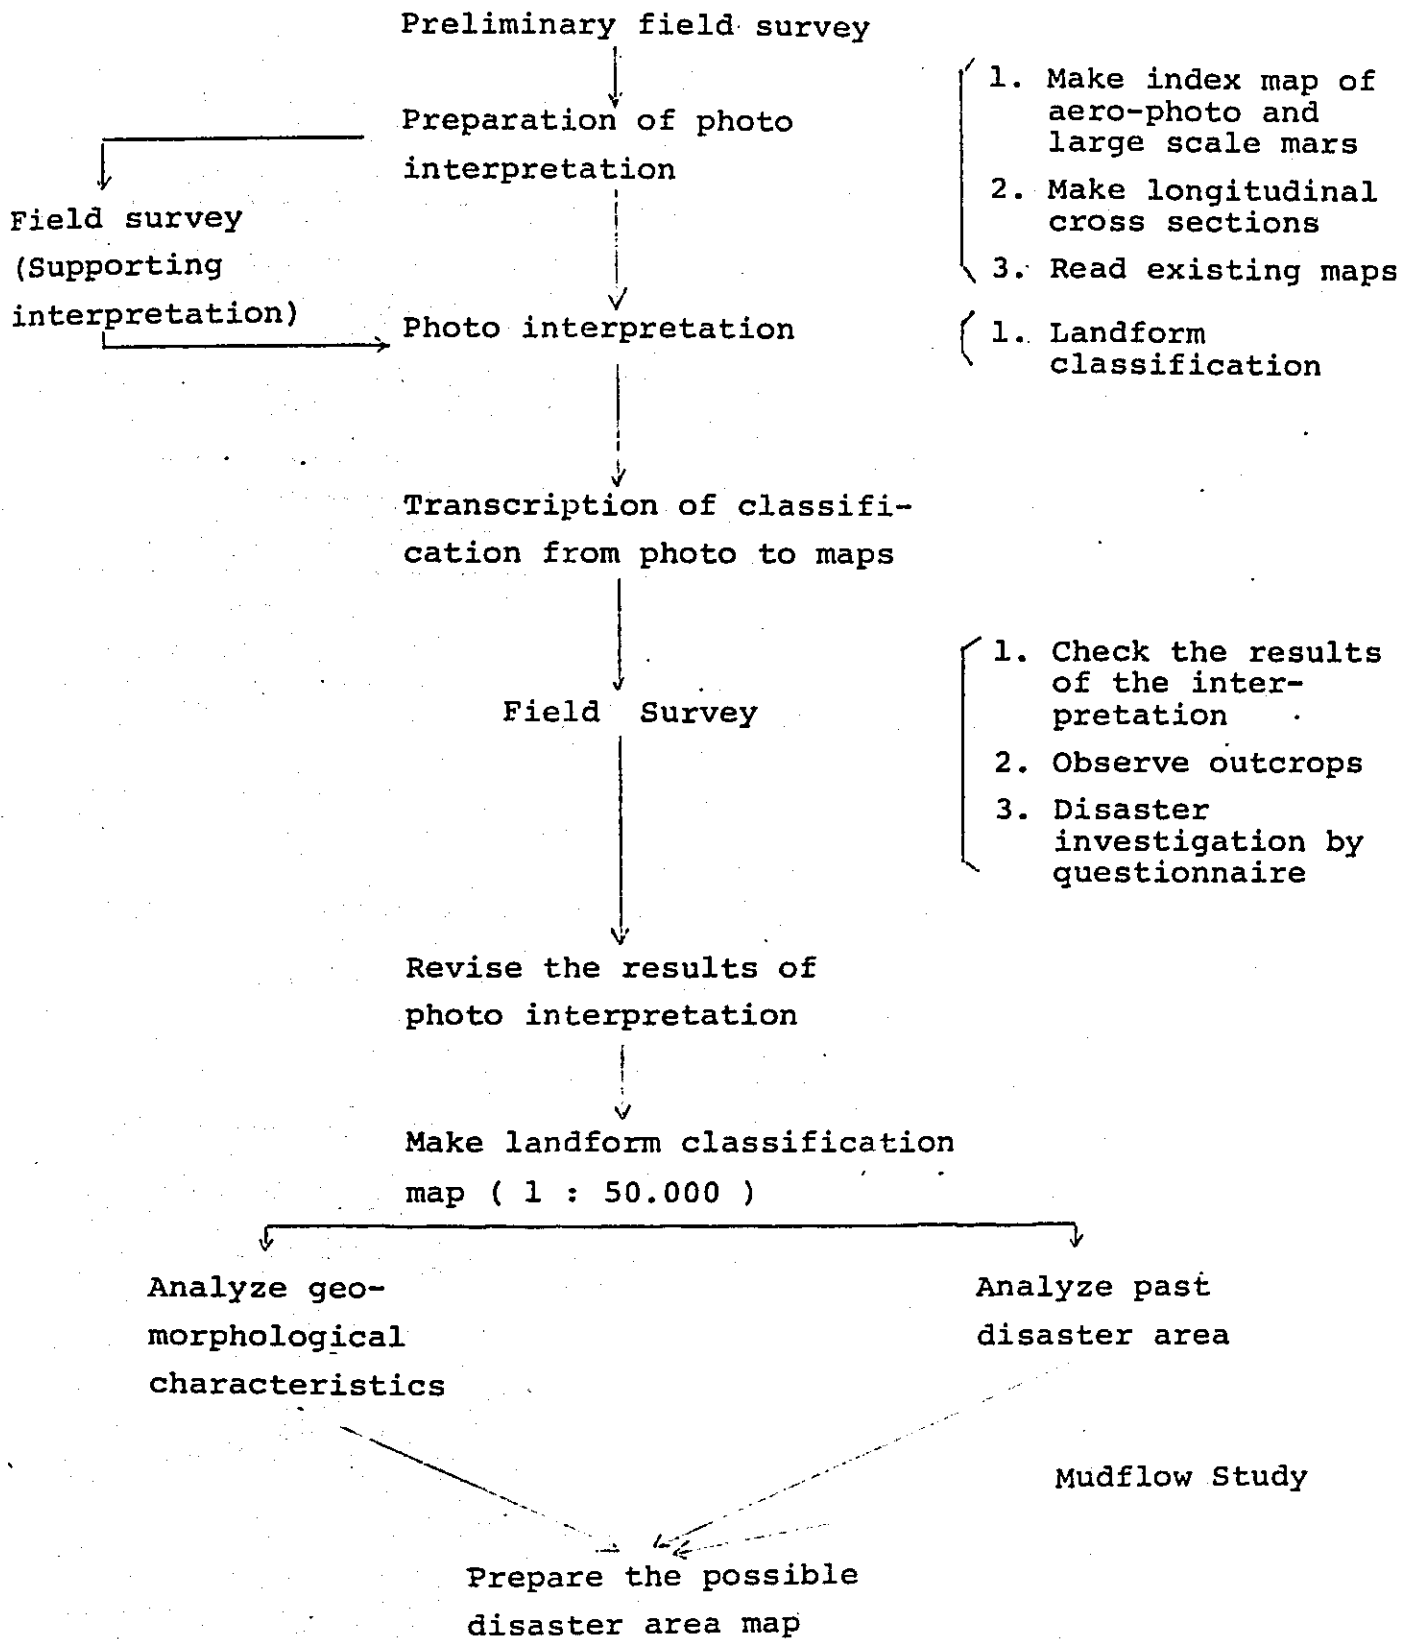 Preliminary field survey
Preparation of photo
interpretation
1. Make index map of
aero-photo and
large scale mars
2. Make longitudinal
cross sections
3. Read existing maps
Field survey
(Supporting
interpretation)
Photo interpretation
1. Landform
classification
Transcription of classifi-
cation from photo to maps
Field Survey
1. Check the results
of the inter-
pretation
2. Observe outcrops
3. Disaster
investigation by
questionnaire
Revise the results of
photo interpretation
Make landform classification
map ( 1 : 50.000 )
Analyze geo-
morphological
characteristics
Analyze past
disaster area
Mudflow Study
Prepare the possible
disaster area map